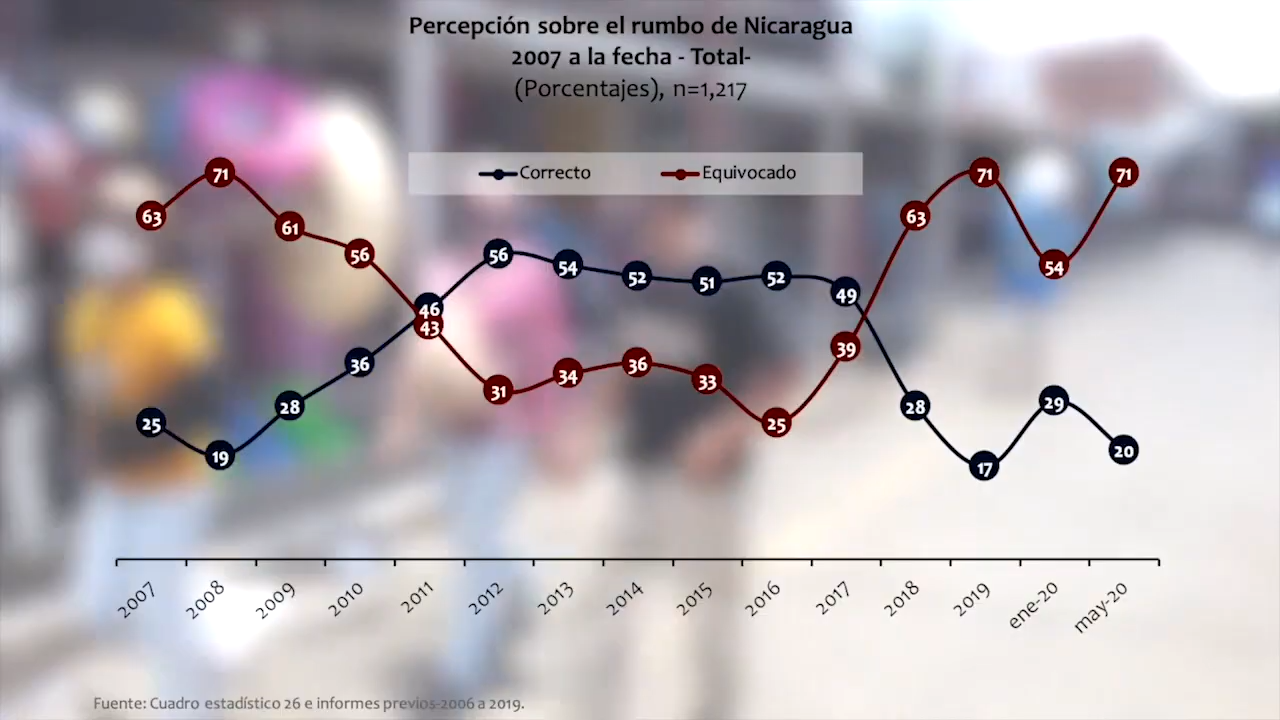 Percepción sobre el rumbo de Nicaragua
2007 a la fecha - Total-
(Porcentajes), n=1,217
Correcto Equivocado
63 71 61 56 43 31 34 36 33 25 39 63 71 54 71
25 19 28 36 46 56 54 52 51 52 49 28 17 29 20
2007 2008 2009 2010 2011 2012 2013 2014 2015 2016 2017 2018 2019 ene-20 may-20
Fuente: Cuadro estadístico 26 e informes previos-2006 a 2019.